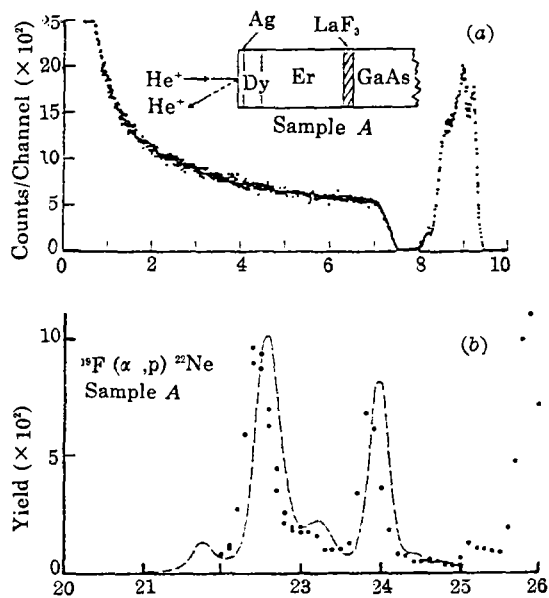 Ag
LaF₃
(a)
He⁺
He⁺
Dy
Er
GaAs
Sample A
Counts/Channel (× 10²)
25
20
15
10
5
0
0
2
4
6
8
10
(b)
¹⁹F (α ,p) ²²Ne
Sample A
Yield (× 10²)
10
5
0
20
21
23
24
25
26